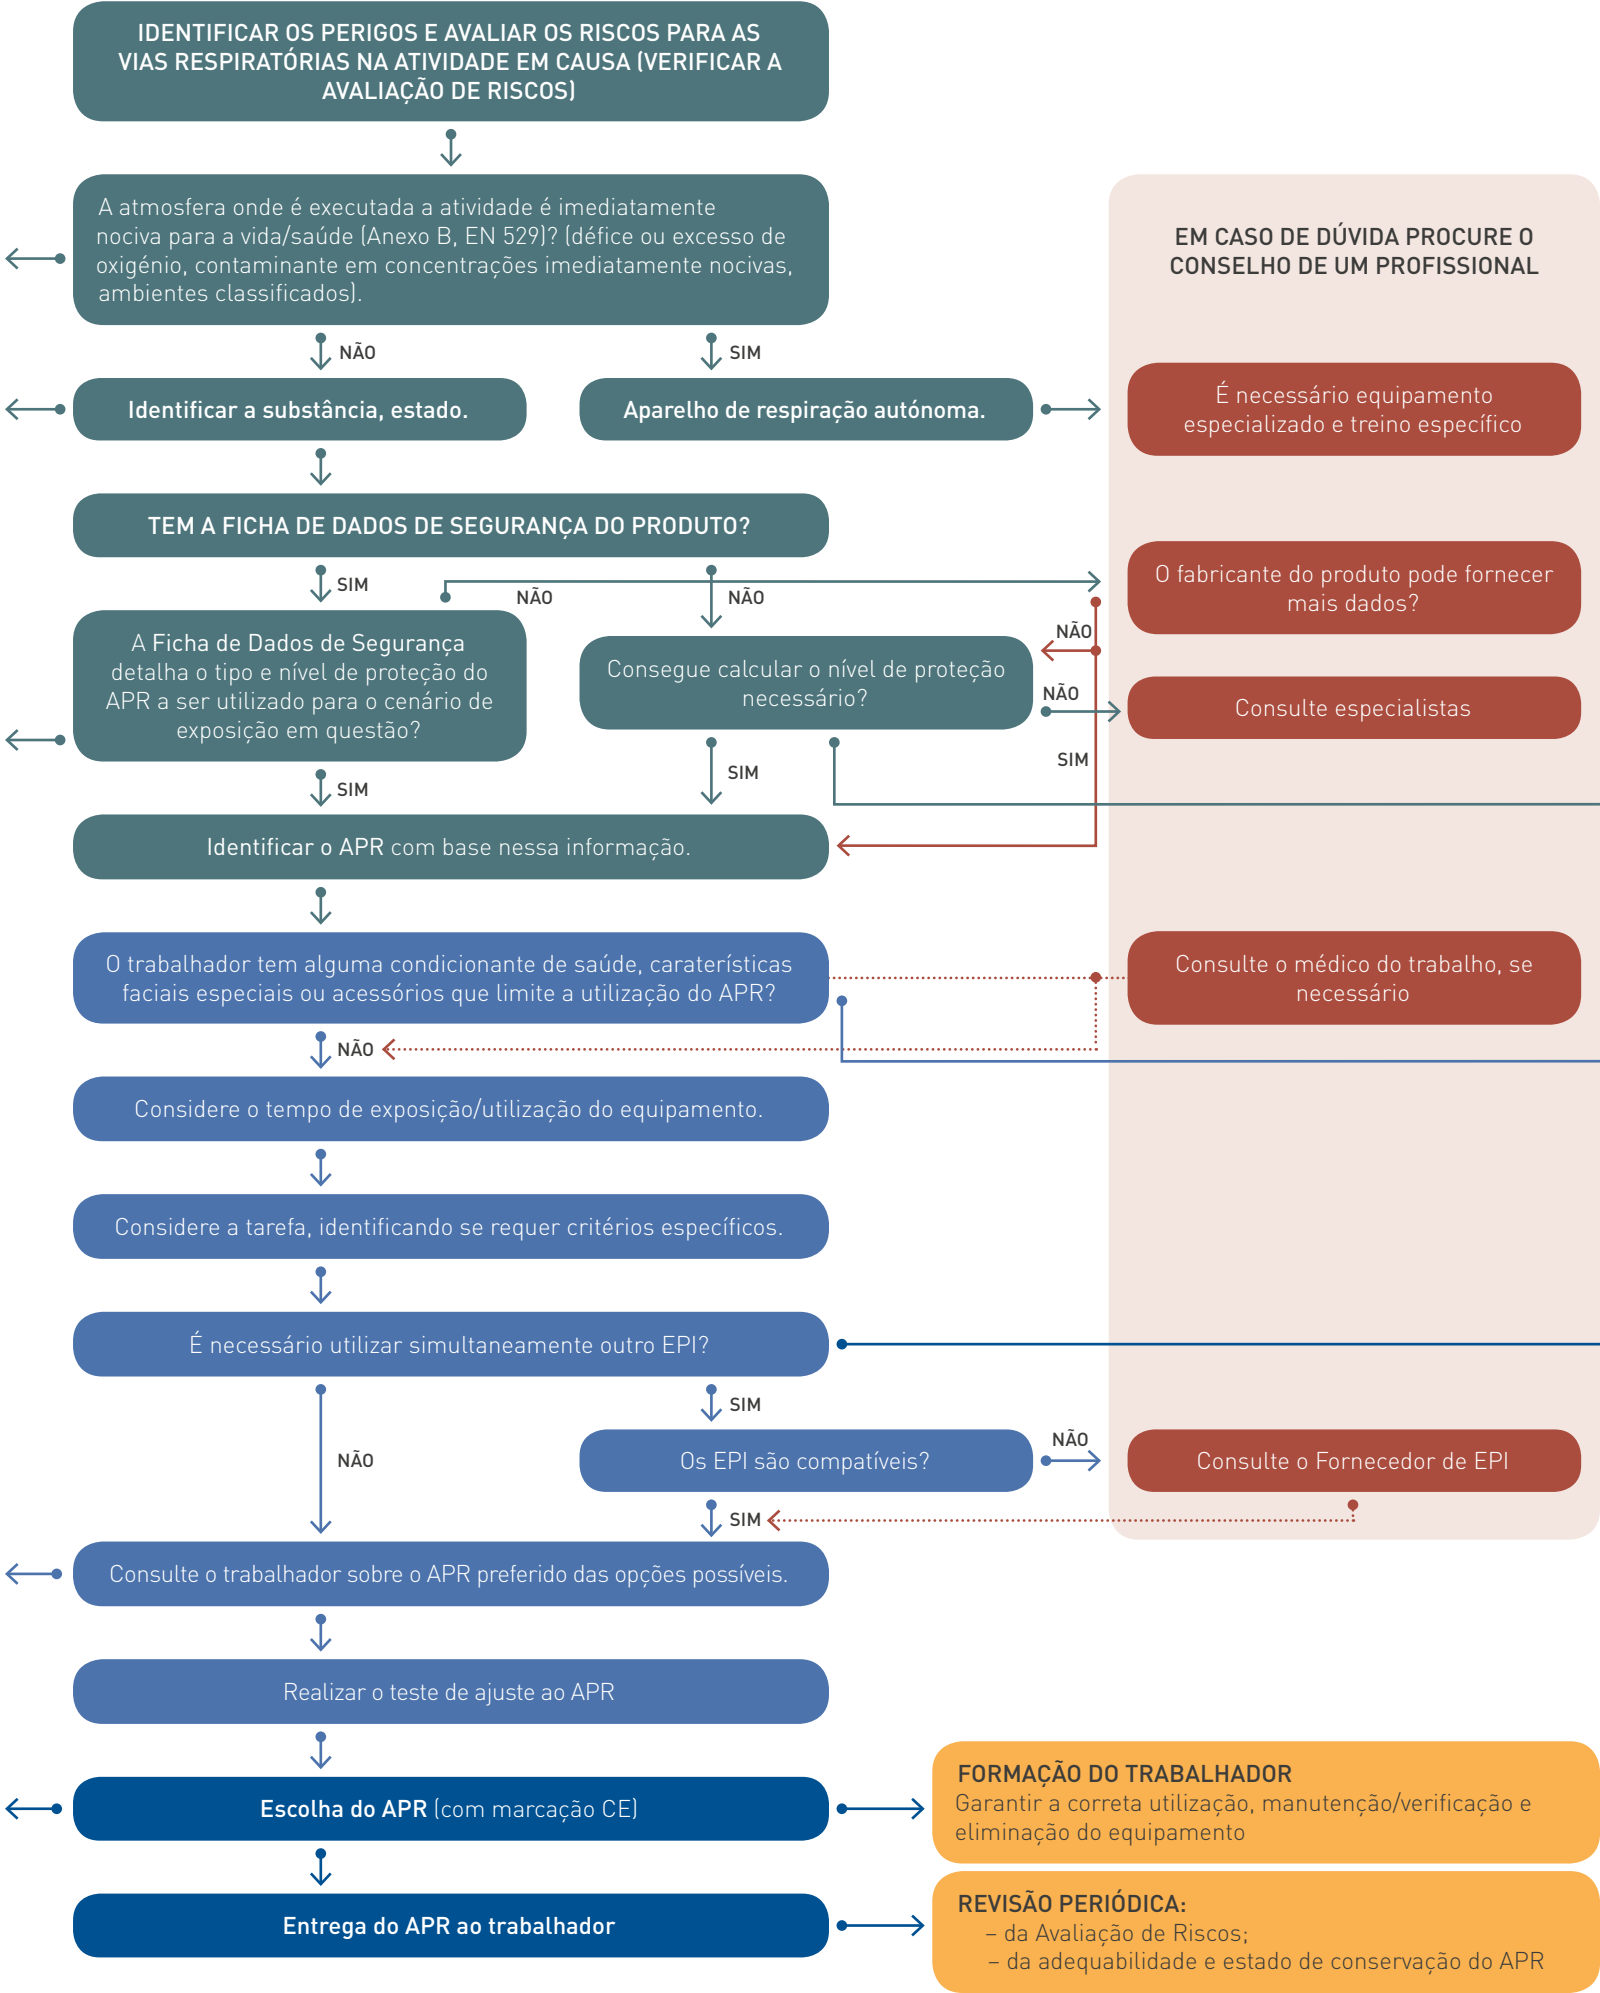 IDENTIFICAR OS PERIGOS E AVALIAR OS RISCOS PARA AS
VIAS RESPIRATÓRIAS NA ATIVIDADE EM CAUSA (VERIFICAR A
AVALIAÇÃO DE RISCOS)
A atmosfera onde é executada a atividade é imediatamente
nociva para a vida/saúde (Anexo B, EN 529)? (défice ou excesso de
oxigénio, contaminante em concentrações imediatamente nocivas,
ambientes classificados).
EM CASO DE DÚVIDA PROCURE O
CONSELHO DE UM PROFISSIONAL
NÃO
SIM
Identificar a substância, estado.
Aparelho de respiração autónoma.
É necessário equipamento
especializado e treino específico
TEM A FICHA DE DADOS DE SEGURANÇA DO PRODUTO?
SIM
NÃO
NÃO
O fabricante do produto pode fornecer
mais dados?
A Ficha de Dados de Segurança
detalha o tipo e nível de proteção do
APR a ser utilizado para o cenário de
exposição em questão?
NÃO
Consegue calcular o nível de proteção
necessário?
NÃO
Consulte especialistas
SIM
SIM
SIM
Identificar o APR com base nessa informação.
O trabalhador tem alguma condicionante de saúde, caraterísticas
faciais especiais ou acessórios que limite a utilização do APR?
Consulte o médico do trabalho, se
necessário
NÃO
Considere o tempo de exposição/utilização do equipamento.
Considere a tarefa, identificando se requer critérios específicos.
É necessário utilizar simultaneamente outro EPI?
SIM
NÃO
Os EPI são compatíveis?
NÃO
Consulte o Fornecedor de EPI
SIM
Consulte o trabalhador sobre o APR preferido das opções possíveis.
Realizar o teste de ajuste ao APR
Escolha do APR (com marcação CE)
FORMAÇÃO DO TRABALHADOR
Garantir a correta utilização, manutenção/verificação e
eliminação do equipamento
Entrega do APR ao trabalhador
REVISÃO PERIÓDICA:
– da Avaliação de Riscos;
– da adequabilidade e estado de conservação do APR